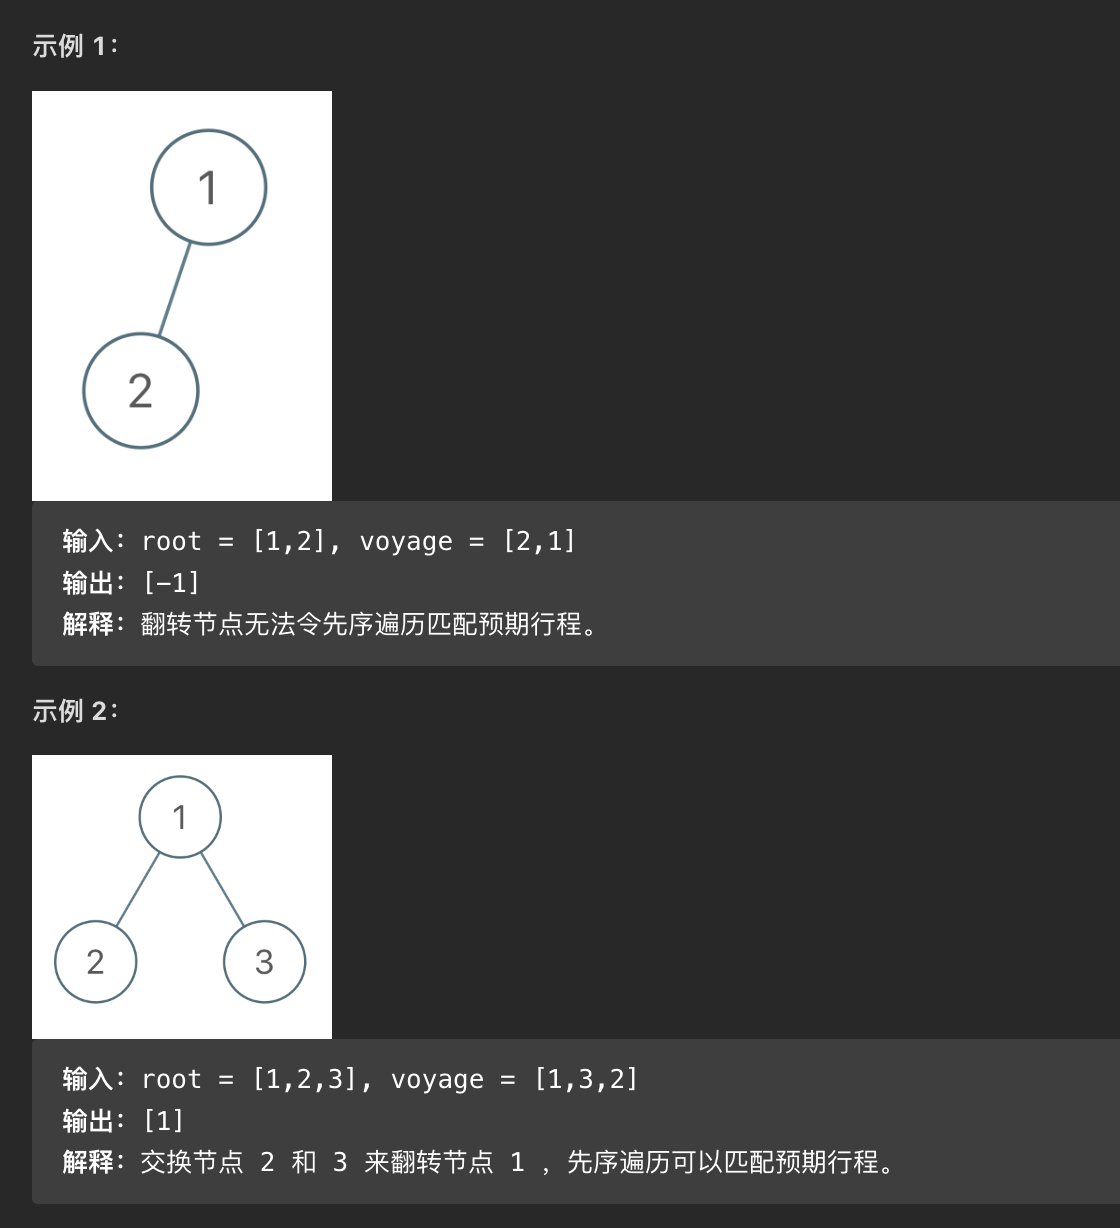 示例 1：
1
2
输入：root = [1,2], voyage = [2,1]
输出：[-1]
解释：翻转节点无法令先序遍历匹配预期行程。
示例 2：
1
2 3
输入：root = [1,2,3], voyage = [1,3,2]
输出：[1]
解释：交换节点 2 和 3 来翻转节点 1 ，先序遍历可以匹配预期行程。